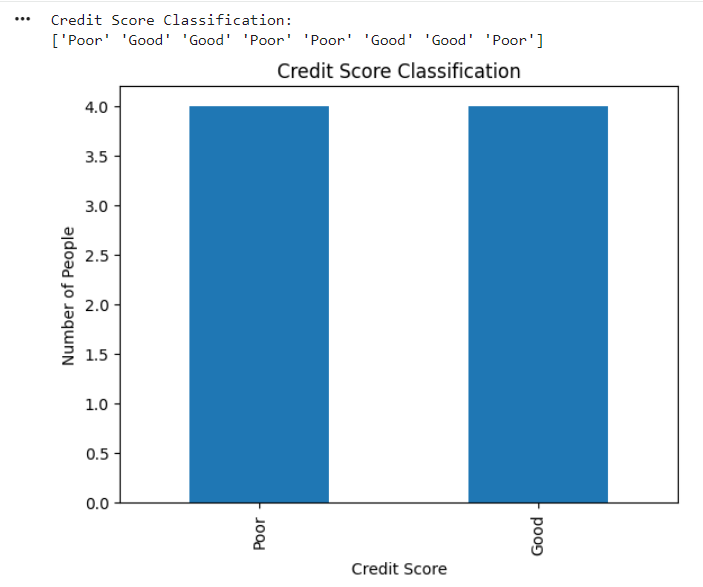 Credit Score Classification:
['Poor' 'Good' 'Good' 'Poor' 'Poor' 'Good' 'Good' 'Poor']
Credit Score Classification
4.0
3.5
3.0
2.5
2.0
1.5
1.0
0.5
0.0
Number of People
Poor
Good
Credit Score